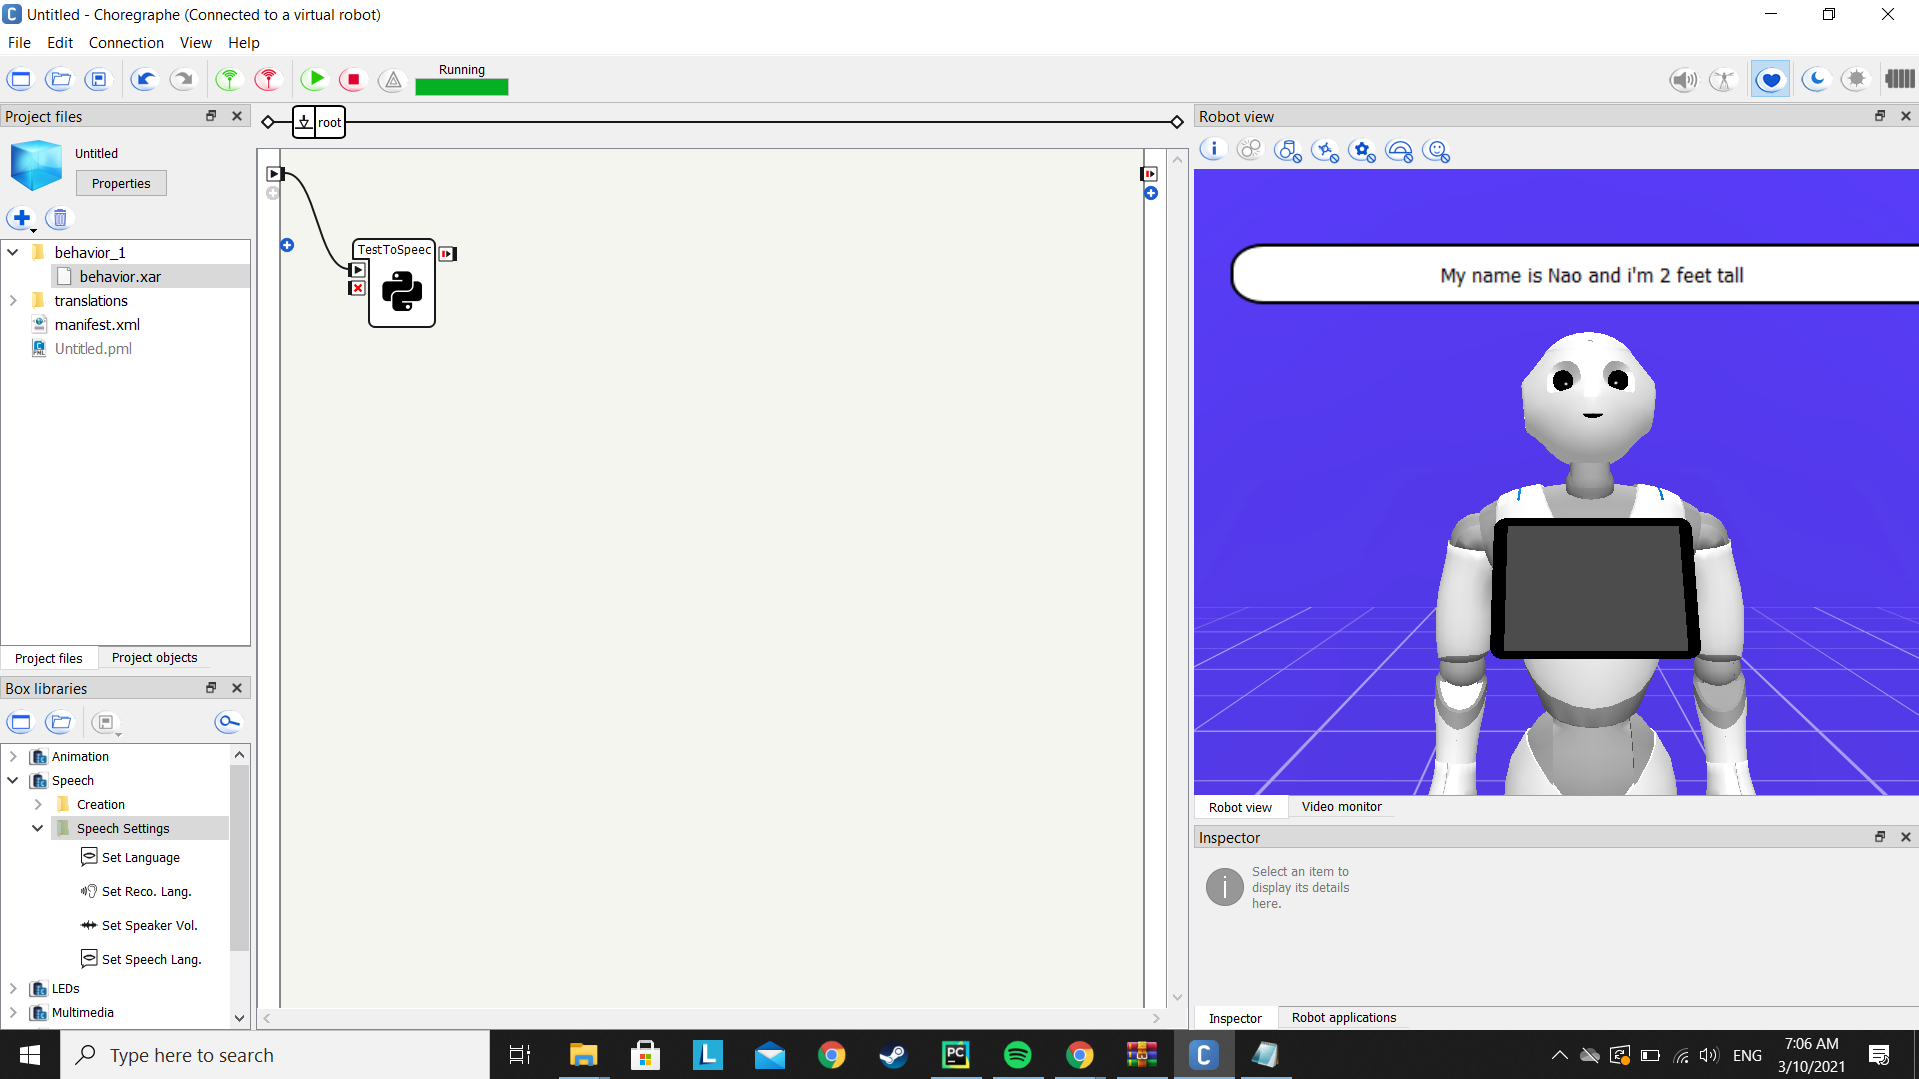 Untitled - Choregraphe (Connected to a virtual robot)
File Edit Connection View Help
Running
Project files
Untitled
Properties
behavior_1
behavior.xar
translations
manifest.xml
Untitled.pml
Project files Project objects
Box libraries
Animation
Speech
Creation
Speech Settings
Set Language
Set Reco. Lang.
Set Speaker Vol.
Set Speech Lang.
LEDs
Multimedia
root
TestToSpeec
Robot view
My name is Nao and i'm 2 feet tall
Robot view Video monitor
Inspector
Select an item to
display its details
here.
Inspector Robot applications
Type here to search
ENG
7:06 AM
3/10/2021